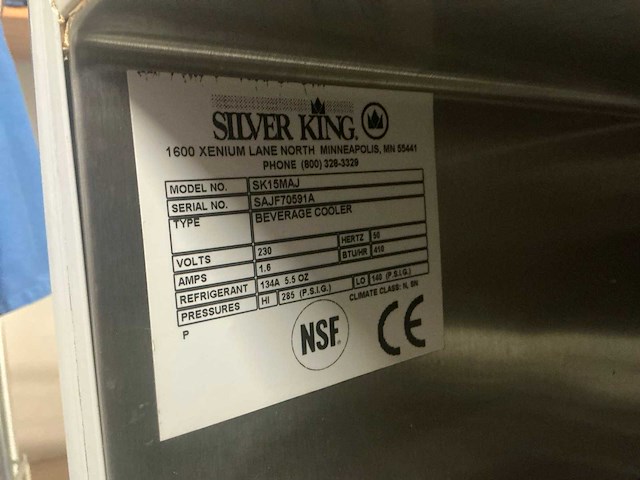 SILVER KING®
1600 XENIUM LANE NORTH MINNEAPOLIS, MN 55441
PHONE (800) 328-3329
MODEL NO. SK15MAJ
SERIAL NO. SAJF70591A
TYPE BEVERAGE COOLER
VOLTS 230 HERTZ 50
AMPS 1.6 BTU/HR 410
REFRIGERANT 134A 5.5 OZ
PRESSURES HI 285 (P.S.I.G.) LO 140 (P.S.I.G.)
P CLIMATE CLASS: N, SN
NSF® CE